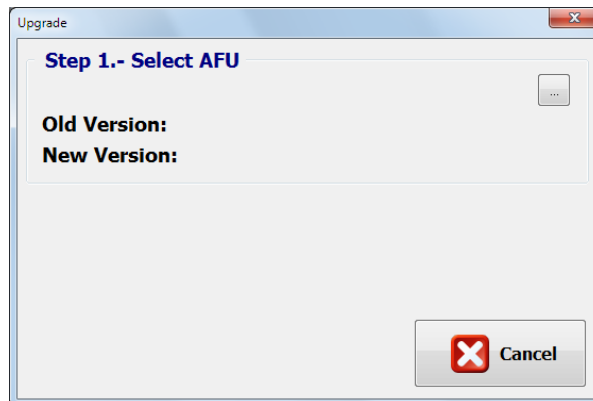 Upgrade
Step 1.- Select AFU
...
Old Version:
New Version:
Cancel